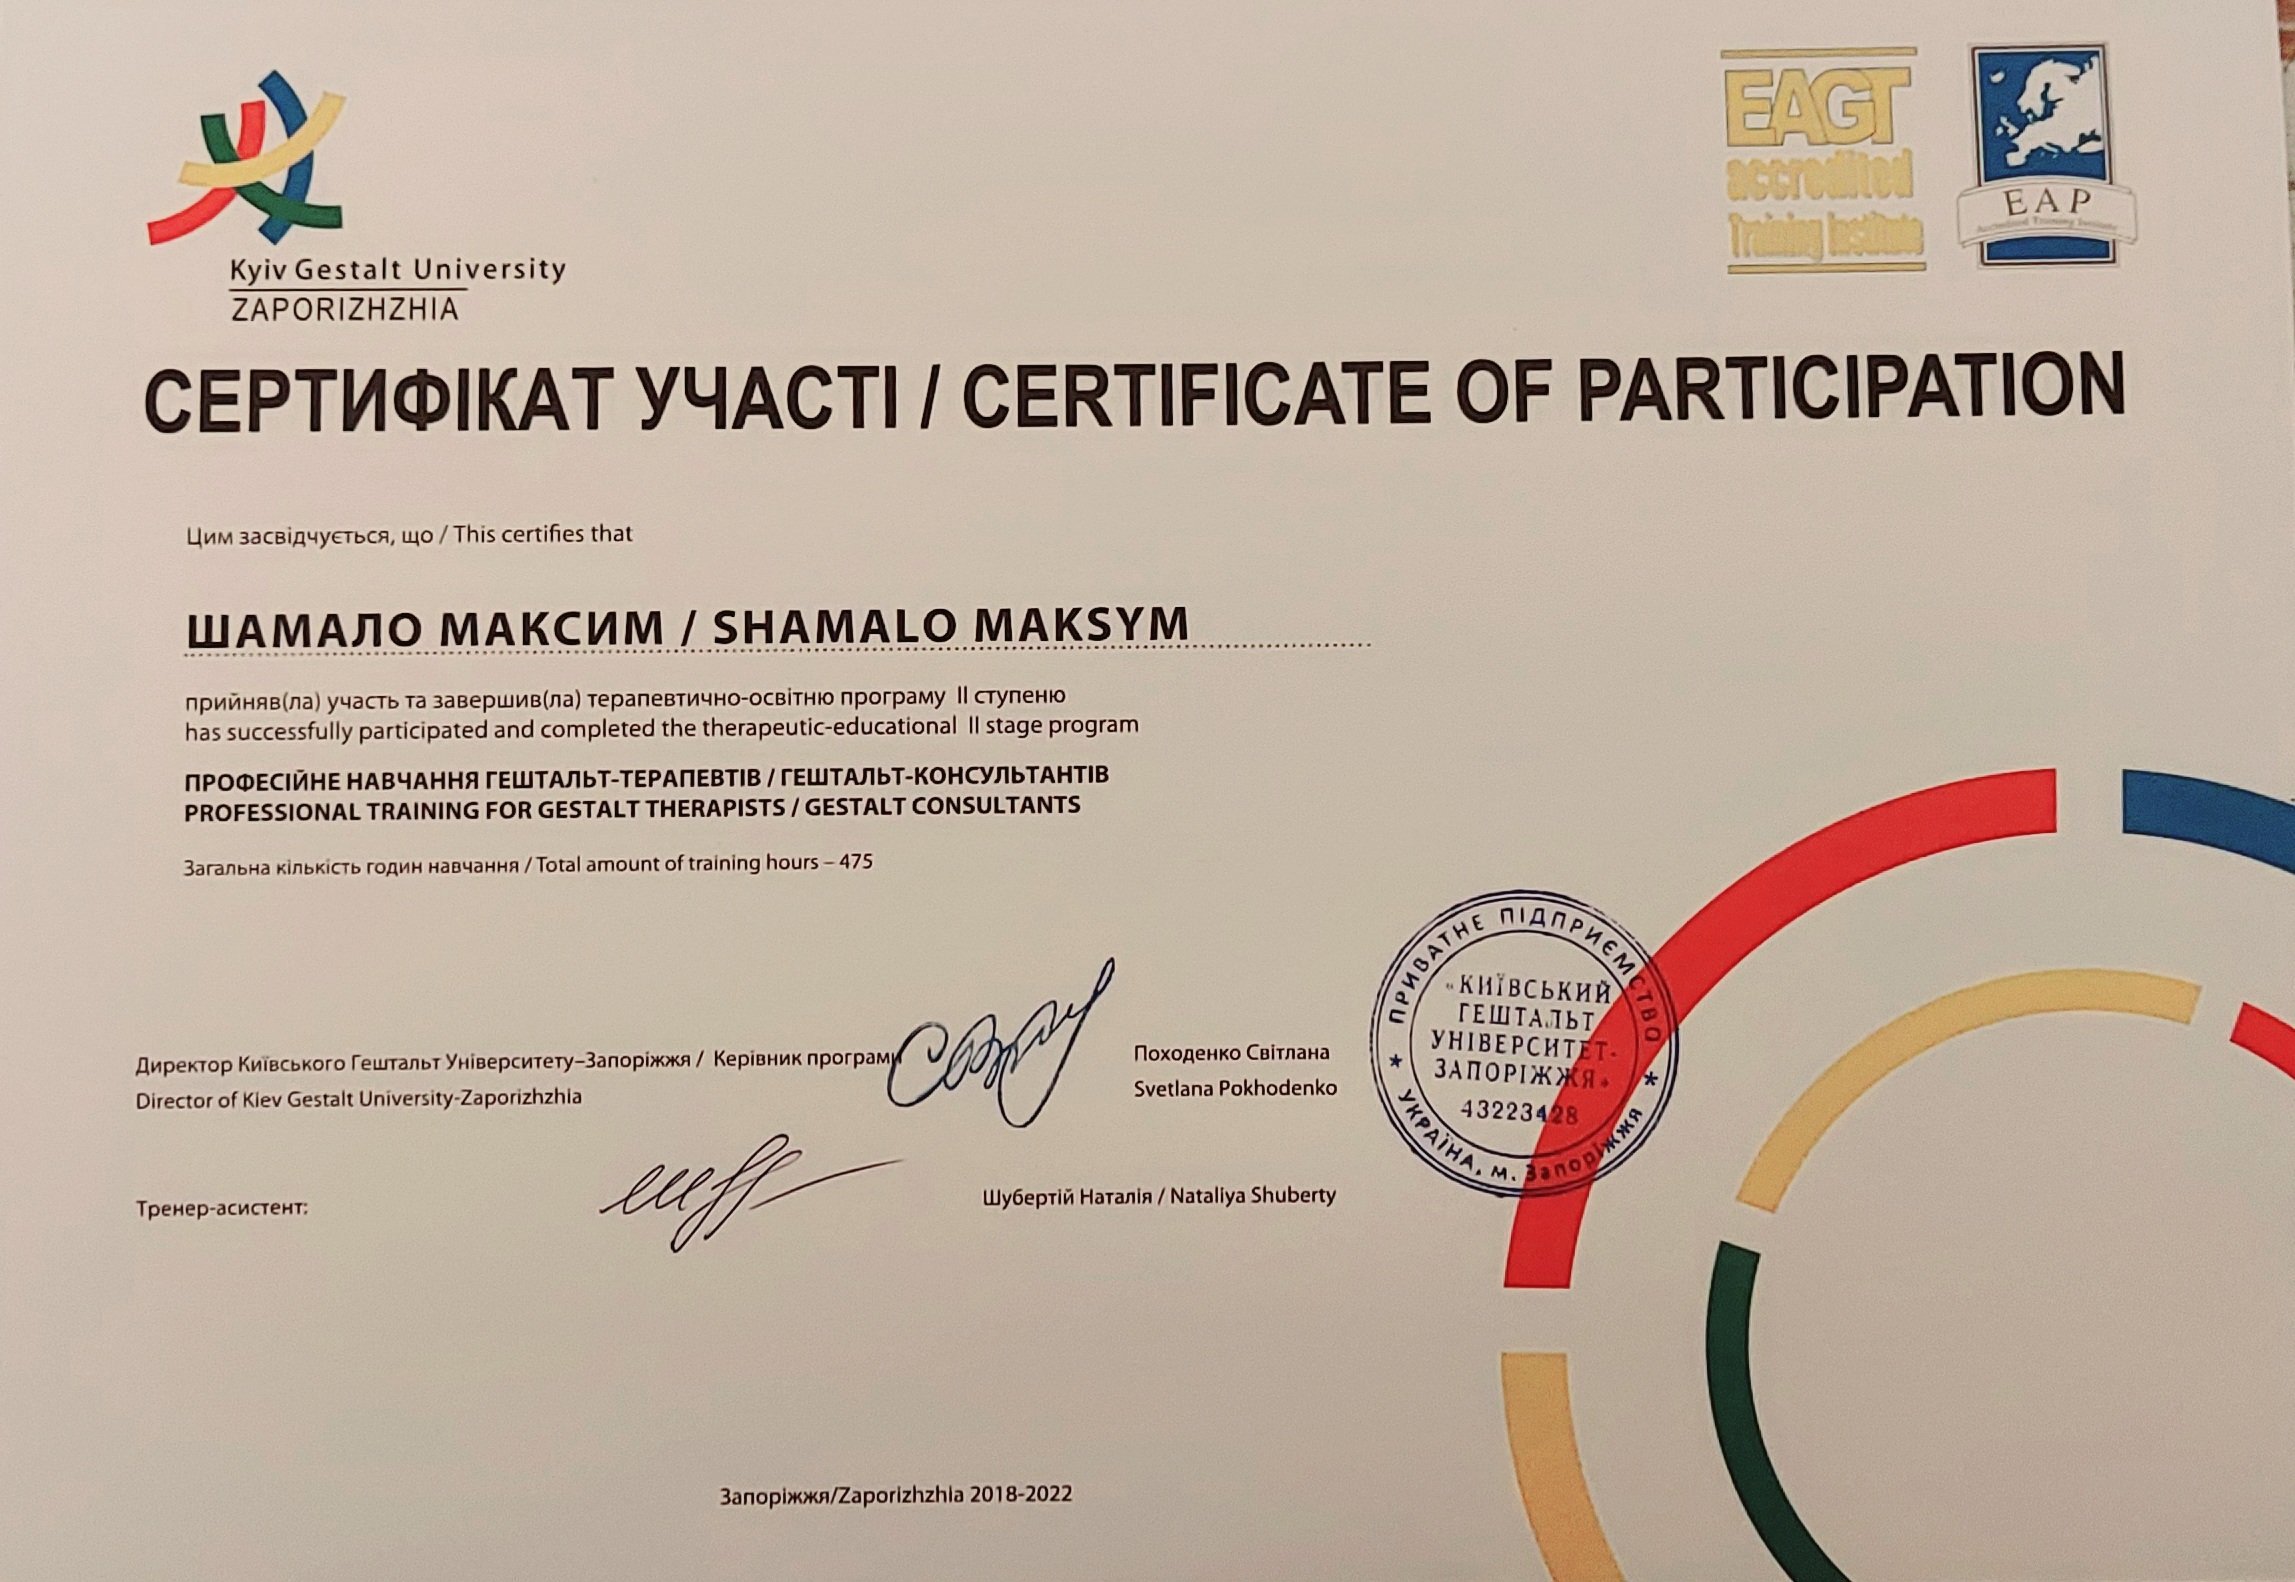 Kyiv Gestalt University
ZAPORIZHZHIA
EAGT
accredited
Training Institute
EAP
Accredited Training Institute
СЕРТИФІКАТ УЧАСТІ / CERTIFICATE OF PARTICIPATION
Цим засвідчується, що / This certifies that
ШАМАЛО МАКСИМ / SHAMALO MAKSYM
прийняв(ла) участь та завершив(ла) терапевтично-освітню програму II ступеню
has successfully participated and completed the therapeutic-educational II stage program
ПРОФЕСІЙНЕ НАВЧАННЯ ГЕШТАЛЬТ-ТЕРАПЕВТІВ / ГЕШТАЛЬТ-КОНСУЛЬТАНТІВ
PROFESSIONAL TRAINING FOR GESTALT THERAPISTS / GESTALT CONSULTANTS
Загальна кількість годин навчання / Total amount of training hours – 475
Директор Київського Гештальт Університету–Запоріжжя / Керівник програми
Походенко Світлана
Director of Kiev Gestalt University-Zaporizhzhia
Svetlana Pokhodenko
Тренер-асистент:
Шубертій Наталія / Nataliya Shuberty
ПРИВАТНЕ ПІДПРИЄМСТВО
«КИЇВСЬКИЙ
ГЕШТАЛЬТ
УНІВЕРСИТЕТ-
ЗАПОРІЖЖЯ»
43223428
УКРАЇНА, м. Запоріжжя
Запоріжжя/Zaporizhzhia 2018-2022